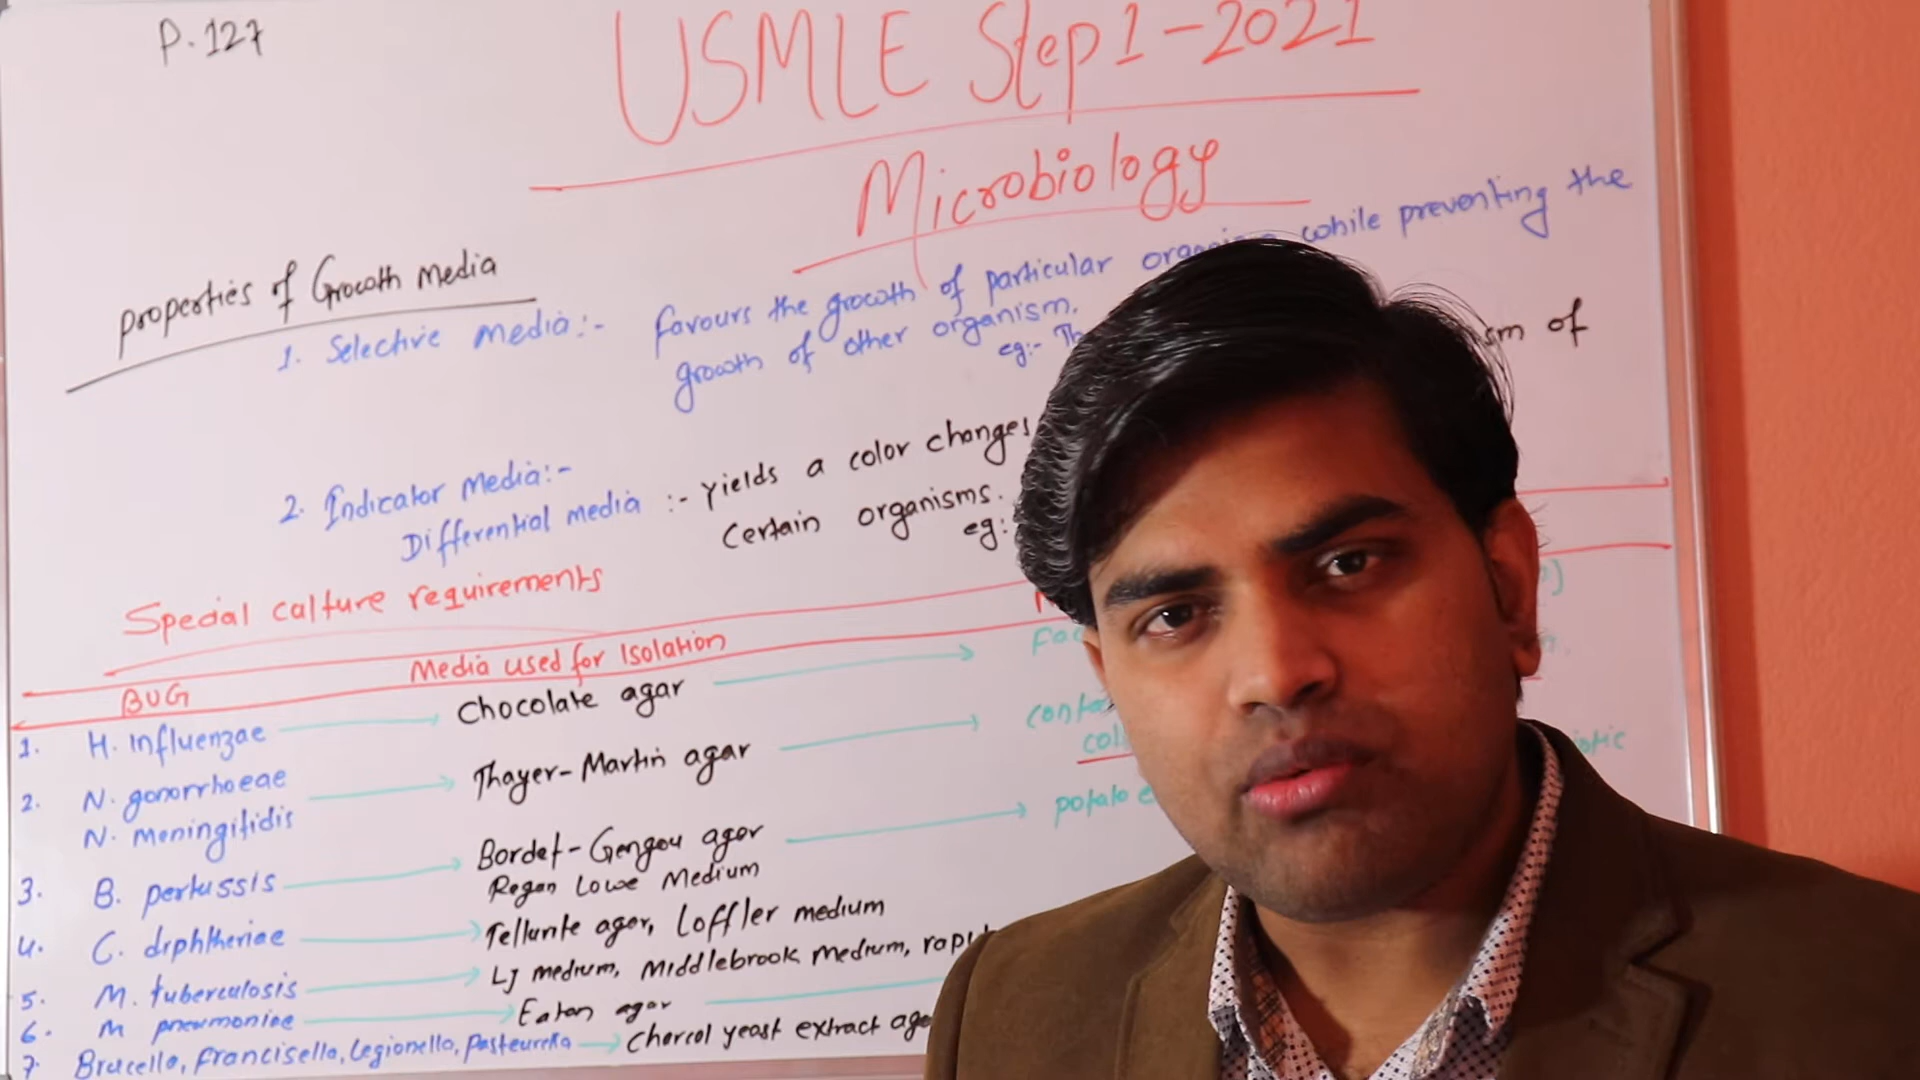 P.127
USMLE Step 1-2021
Microbiology
properties of Growth Media
1. Selective media:- favours the growth of particular while preventing the
growth of other organism.
eg:- sm of
2. Indicator Media:-
Differential media :- yields a color changes
Certain organisms.
eg:
Special calture requirements
BUG Media used for Isolation
1. H. influenzae Chocolate agar
2. N. gonorrhoeae Thayer-Martin agar
N. meningitidis
3. B. pertussis Bordet-Gengou agar potato
Regan Lowe Medium
4. C. diphtheriae Tellurite agar, Loffler medium
5. M. tuberculosis LJ medium, Middlebrook medium,
6. M pneumoniae Eaton agar
7. Brucella, francisella, Legionella, Pasteurella Charcol yeast extract